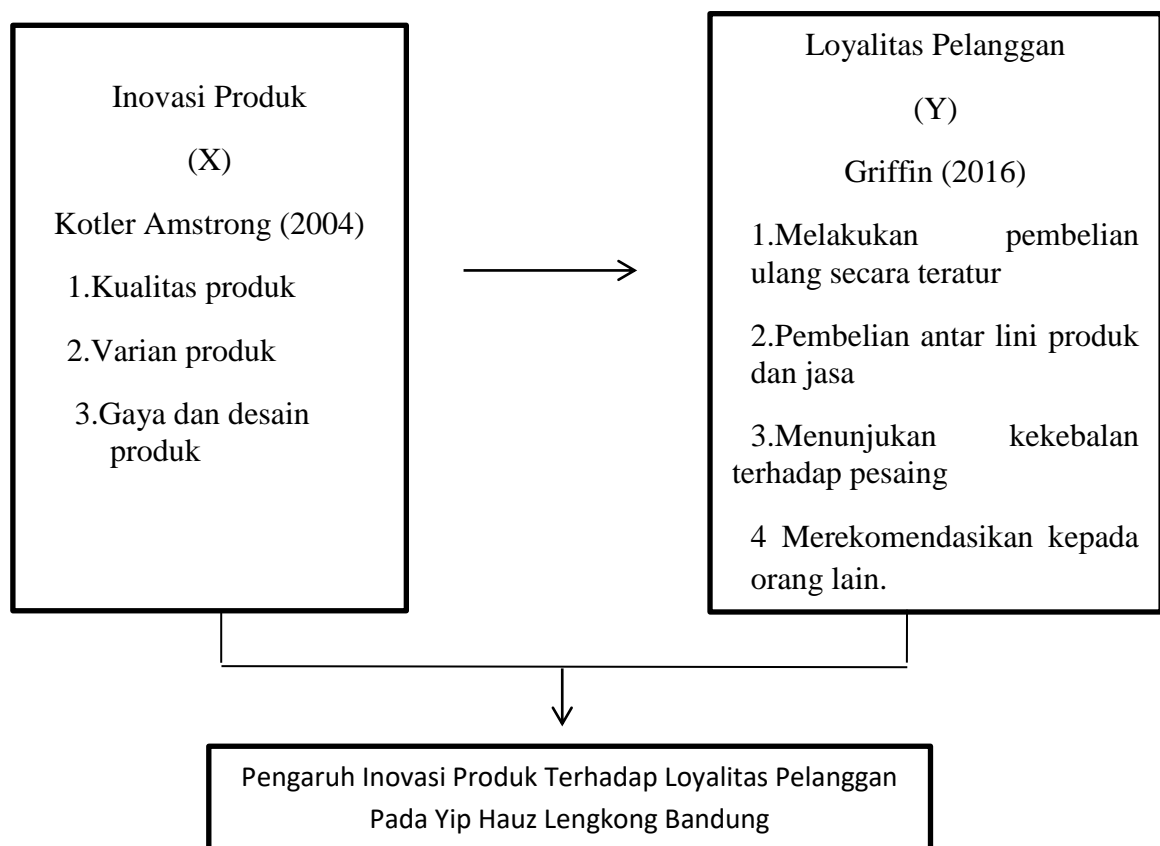 Inovasi Produk
(X)
Kotler Amstrong (2004)
1.Kualitas produk
2.Varian produk
3.Gaya dan desain
produk
Loyalitas Pelanggan
(Y)
Griffin (2016)
1.Melakukan pembelian
ulang secara teratur
2.Pembelian antar lini produk
dan jasa
3.Menunjukan kekebalan
terhadap pesaing
4 Merekomendasikan kepada
orang lain.
Pengaruh Inovasi Produk Terhadap Loyalitas Pelanggan
Pada Yip Hauz Lengkong Bandung